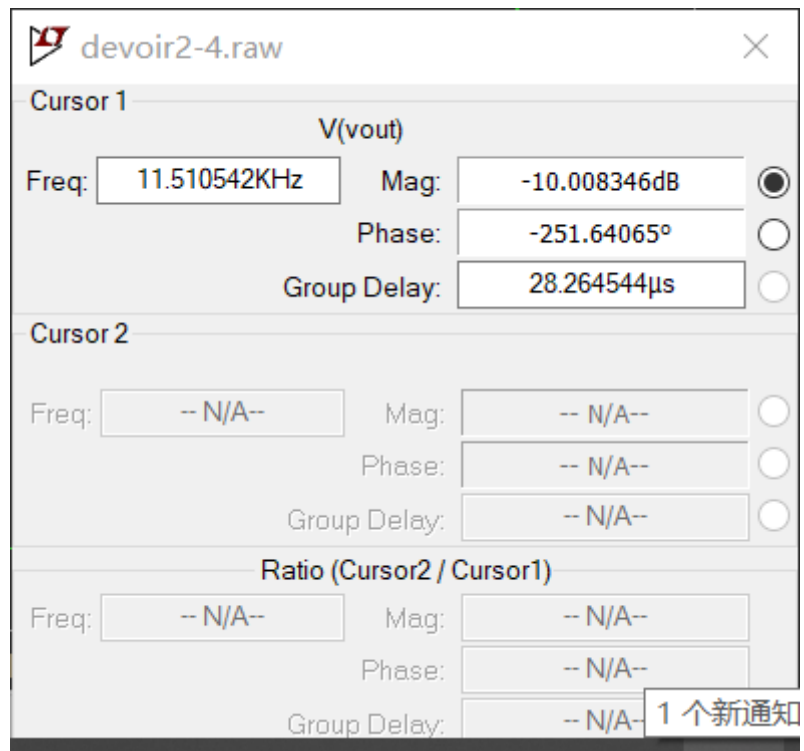 devoir2-4.raw
Cursor 1
V(vout)
Freq: 11.510542KHz Mag: -10.008346dB
Phase: -251.64065º
Group Delay: 28.264544µs
Cursor 2
Freq: -- N/A-- Mag: -- N/A--
Phase: -- N/A--
Group Delay: -- N/A--
Ratio (Cursor2 / Cursor1)
Freq: -- N/A-- Mag: -- N/A--
Phase: -- N/A--
Group Delay: -- N/A--
1 个新通知